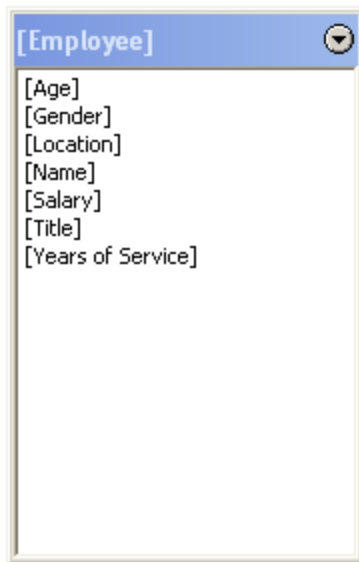 [Employee]
[Age]
[Gender]
[Location]
[Name]
[Salary]
[Title]
[Years of Service]